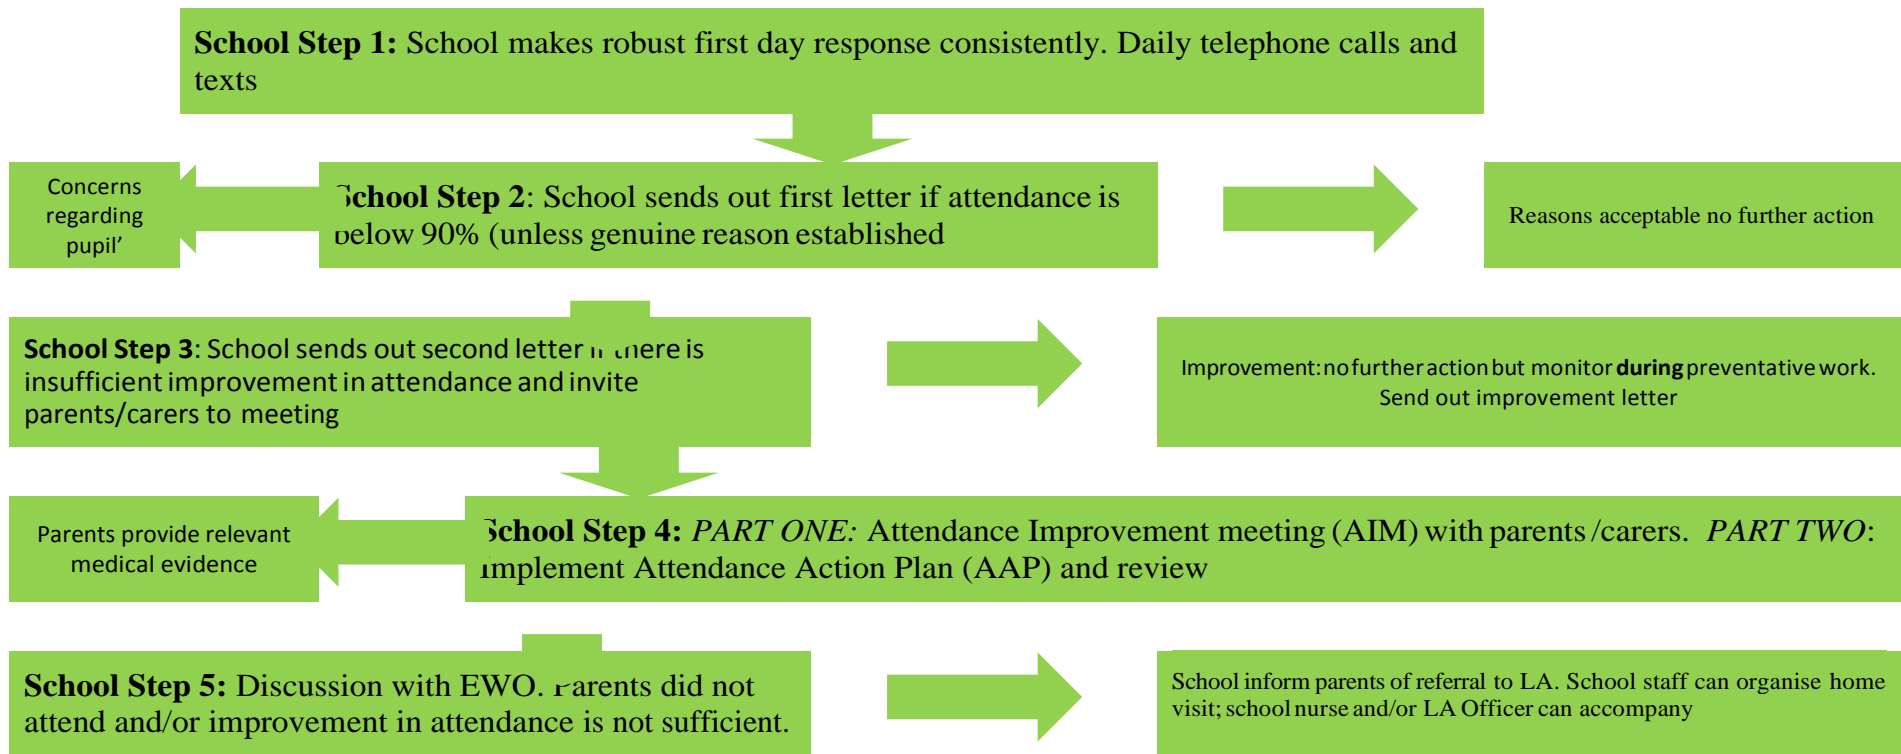 School Step 1: School makes robust first day response consistently. Daily telephone calls and
texts
Concerns
regarding
pupil’
School Step 2: School sends out first letter if attendance is
below 90% (unless genuine reason established
Reasons acceptable no further action
School Step 3: School sends out second letter if there is
insufficient improvement in attendance and invite
parents/carers to meeting
Improvement: no further action but monitor during preventative work.
Send out improvement letter
Parents provide relevant
medical evidence
School Step 4: PART ONE: Attendance Improvement meeting (AIM) with parents /carers. PART TWO:
Implement Attendance Action Plan (AAP) and review
School Step 5: Discussion with EWO. Parents did not
attend and/or improvement in attendance is not sufficient.
School inform parents of referral to LA. School staff can organise home
visit; school nurse and/or LA Officer can accompany